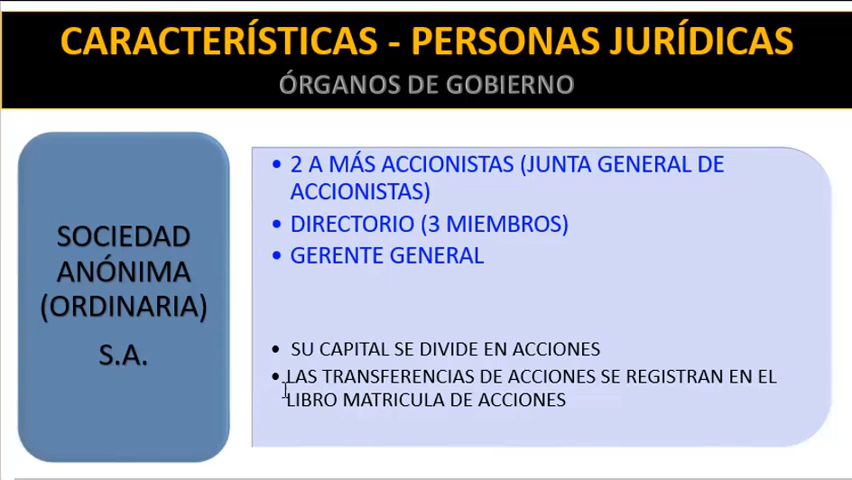 CARACTERÍSTICAS - PERSONAS JURÍDICAS
ÓRGANOS DE GOBIERNO
SOCIEDAD
ANÓNIMA
(ORDINARIA)
S.A.
• 2 A MÁS ACCIONISTAS (JUNTA GENERAL DE
ACCIONISTAS)
• DIRECTORIO (3 MIEMBROS)
• GERENTE GENERAL
• SU CAPITAL SE DIVIDE EN ACCIONES
• LAS TRANSFERENCIAS DE ACCIONES SE REGISTRAN EN EL
LIBRO MATRICULA DE ACCIONES